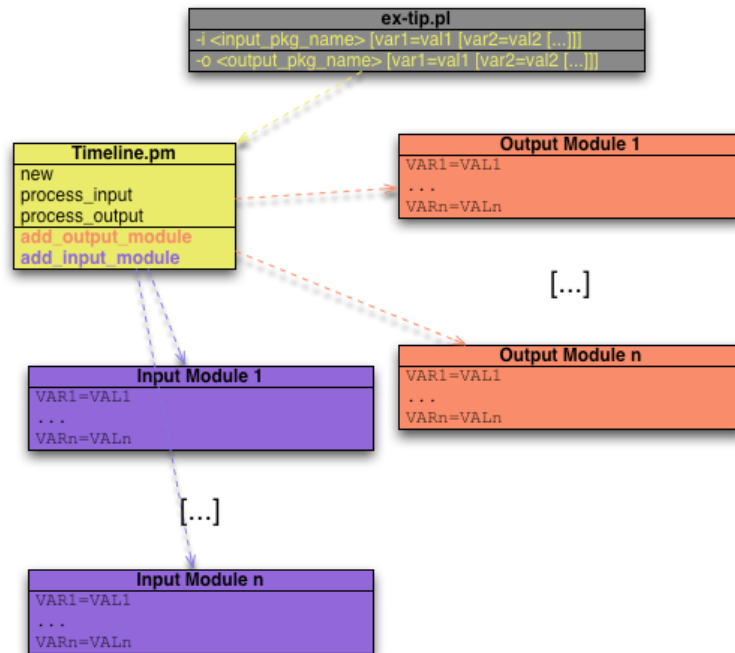 ex-tip.pl
-i <input_pkg_name> [var1=val1 [var2=val2 [...]]]
-o <output_pkg_name> [var1=val1 [var2=val2 [...]]]
Timeline.pm
new
process_input
process_output
add_output_module
add_input_module
Output Module 1
VAR1=VAL1
...
VARn=VALn
[...]
Output Module n
VAR1=VAL1
...
VARn=VALn
Input Module 1
VAR1=VAL1
...
VARn=VALn
[...]
Input Module n
VAR1=VAL1
...
VARn=VALn